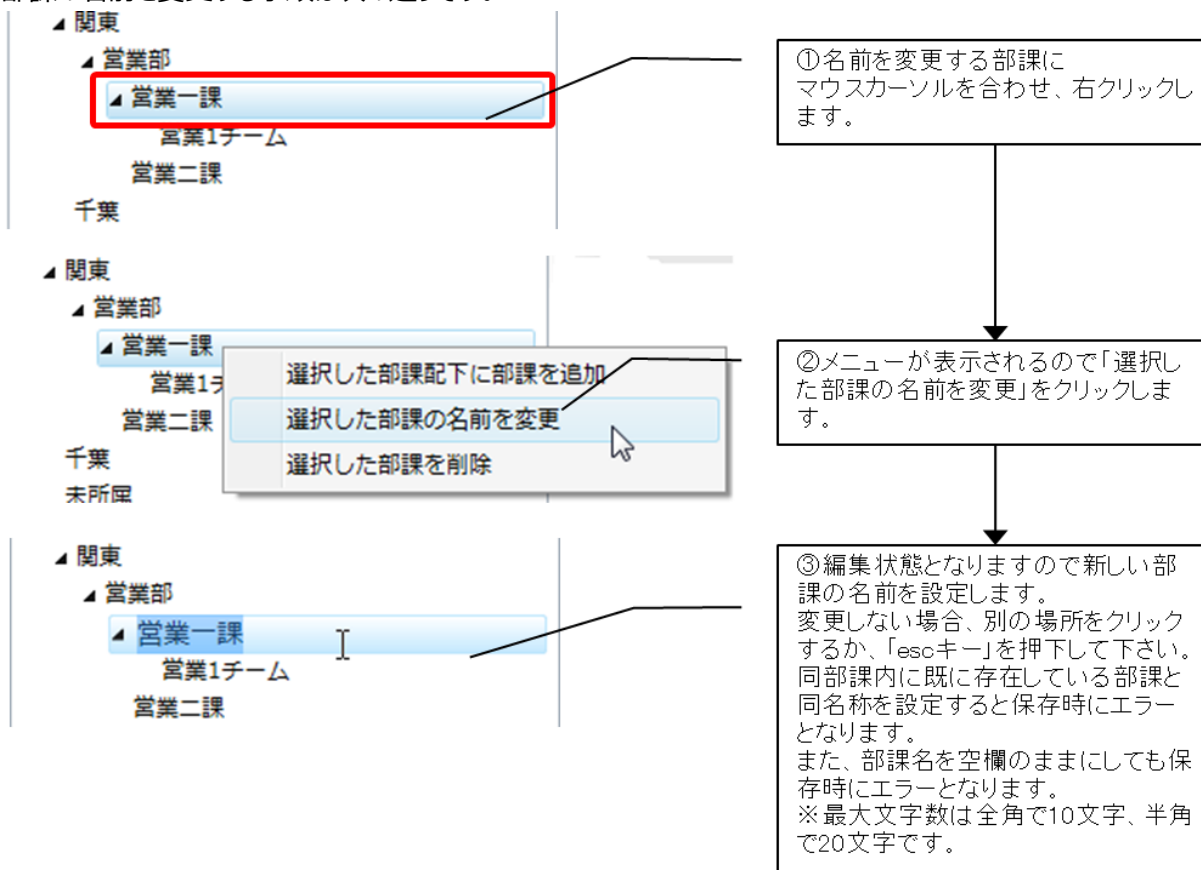 関東
営業部
営業一課
営業1チーム
営業二課
千葉
①名前を変更する部課に
マウスカーソルを合わせ、右クリックし
ます。
関東
営業部
営業一課
営業1チ
営業二課
千葉
未所属
選択した部課配下に部課を追加
選択した部課の名前を変更
選択した部課を削除
②メニューが表示されるので「選択し
た部課の名前を変更」をクリックしま
す。
関東
営業部
営業一課
営業1チーム
営業二課
③編集状態となりますので新しい部
課の名前を設定します。
変更しない場合、別の場所をクリック
するか、「escキー」を押下して下さい。
同部課内に既に存在している部課と
同名称を設定すると保存時にエラー
となります。
また、部課名を空欄のままにしても保
存時にエラーとなります。
※最大文字数は全角で10文字、半角
で20文字です。